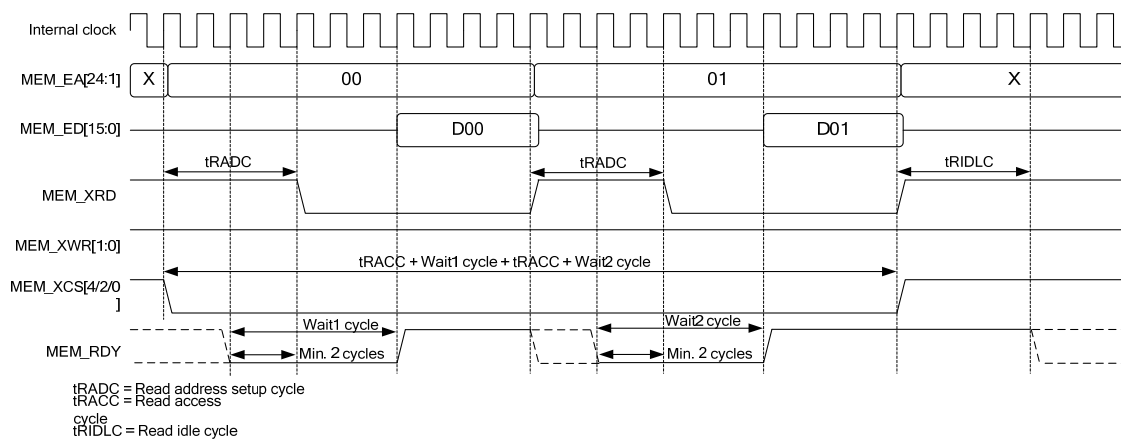 Internal clock
MEM_EA[24:1] X 00 01 X
MEM_ED[15:0] D00 D01
tRADC tRADC tRIDLC
MEM_XRD
MEM_XWR[1:0]
tRACC + Wait1 cycle + tRACC + Wait2 cycle
MEM_XCS[4/2/0
]
Wait1 cycle Wait2 cycle
MEM_RDY Min. 2 cycles Min. 2 cycles
tRADC = Read address setup cycle
tRACC = Read access
cycle
tRIDLC = Read idle cycle